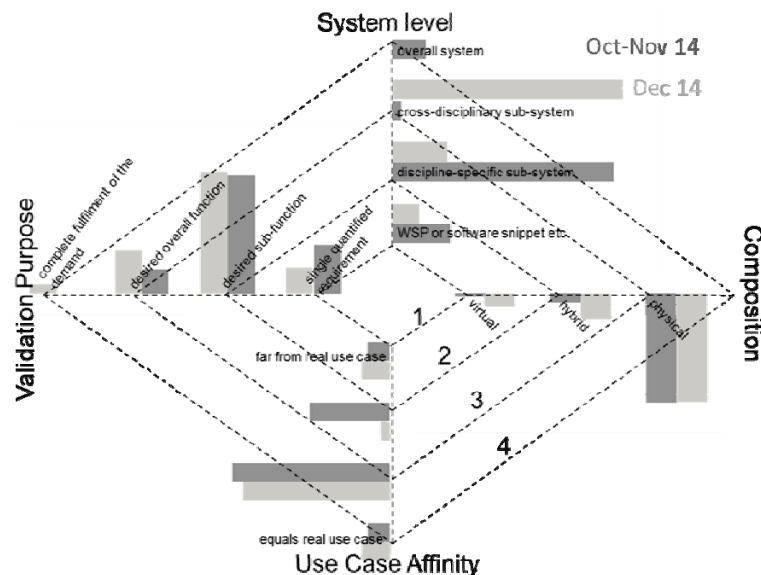 System level
overall system
Oct-Nov 14
Dec 14
cross-disciplinary sub-system
discipline-specific sub-system
WSP or software snippet etc.
Validation Purpose
complete fulfilment of the
demand
desired overall function
desired sub-function
single quantified
requirement
Composition
virtual
hybrid
physical
1
2
3
4
far from real use case
equals real use case
Use Case Affinity